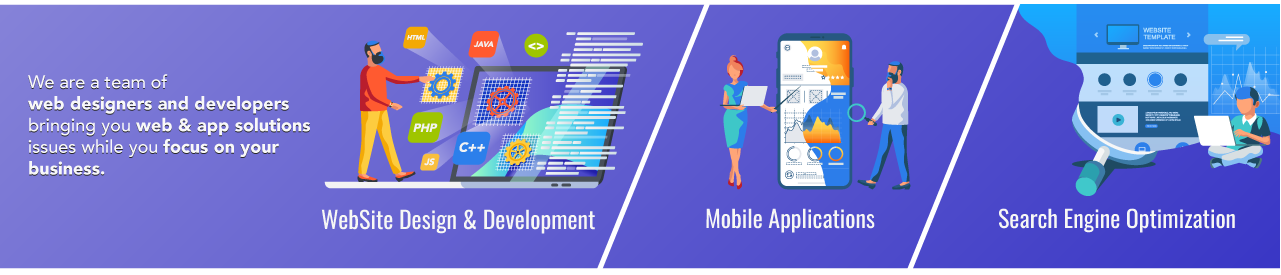 We are a team of
web designers and developers
bringing you web & app solutions
issues while you focus on your
business.
HTML
JAVA
<>
PHP
JS
C++
WebSite Design & Development
Mobile Applications
WEBSITE
TEMPLATE
Search Engine Optimization